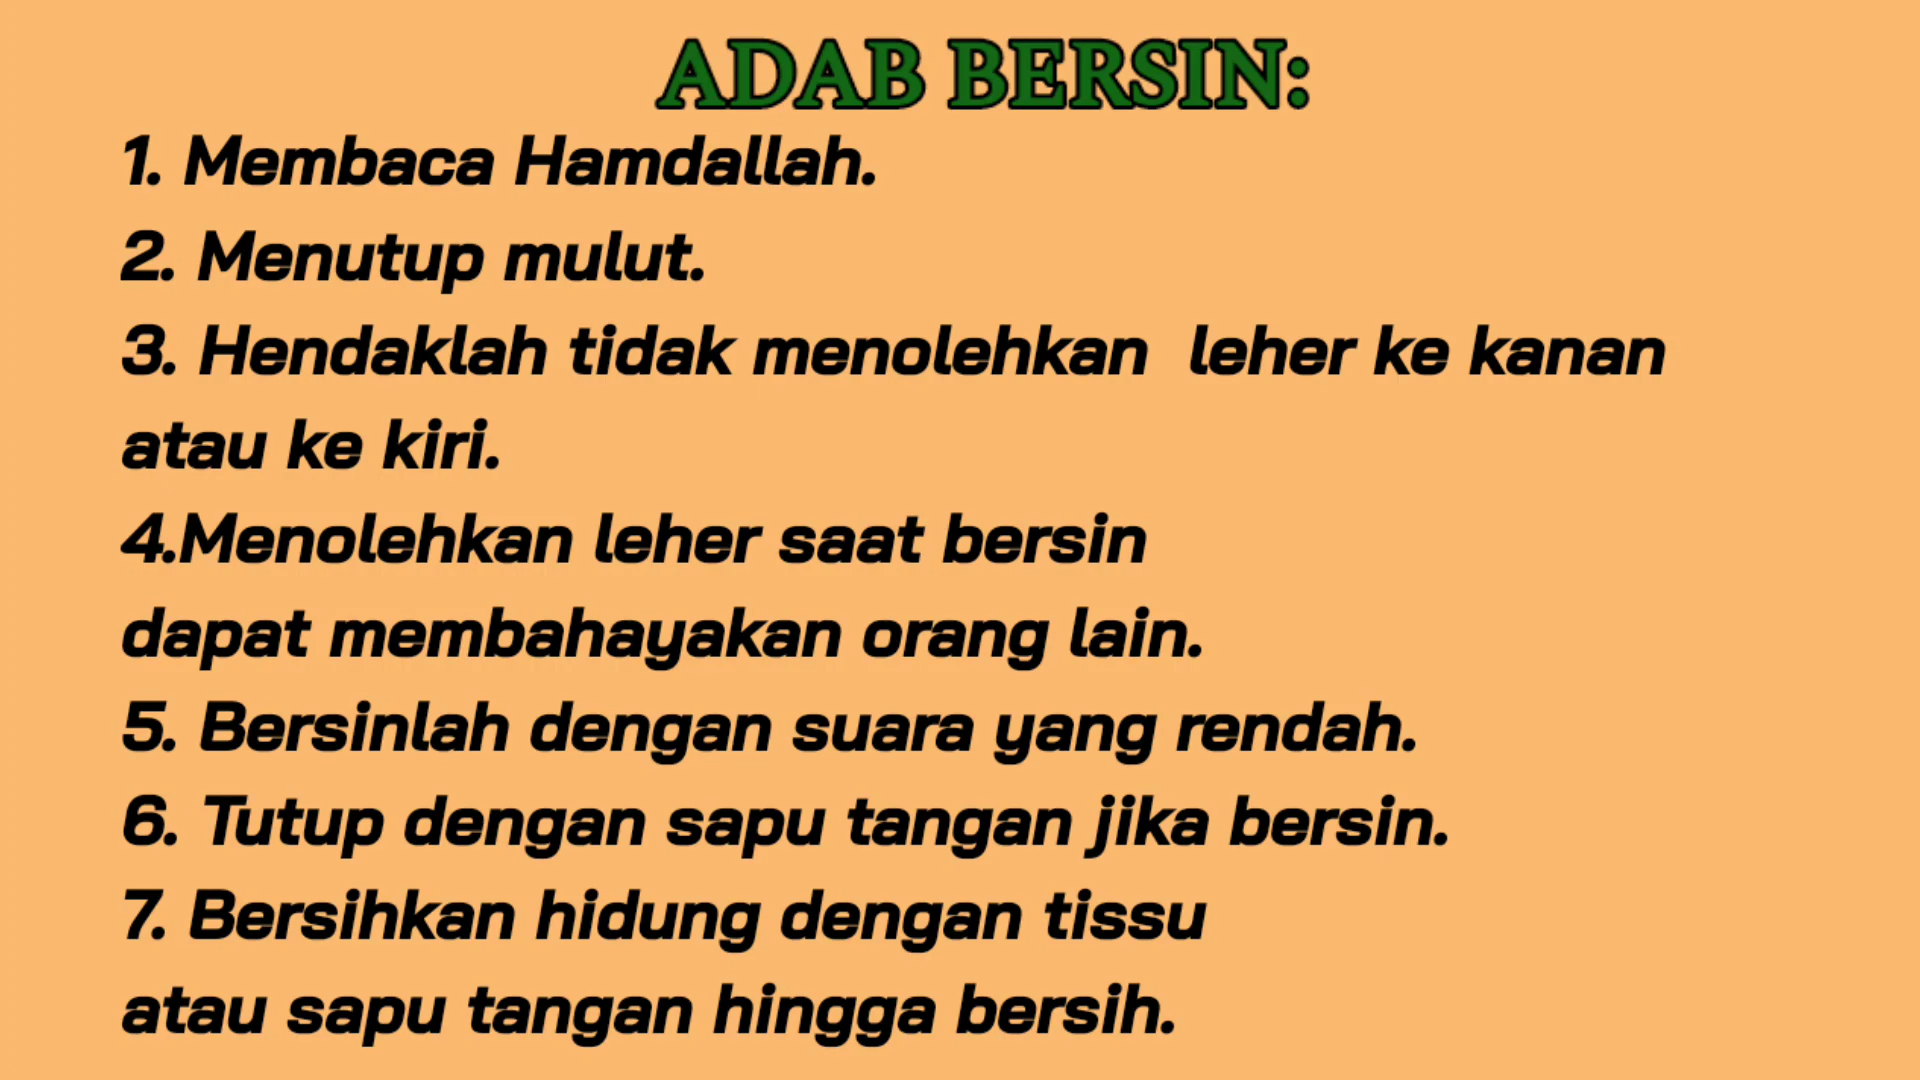 ADAB BERSIN:
1. Membaca Hamdallah.
2. Menutup mulut.
3. Hendaklah tidak menolehkan  leher ke kanan
atau ke kiri.
4.Menolehkan leher saat bersin
dapat membahayakan orang lain.
5. Bersinlah dengan suara yang rendah.
6. Tutup dengan sapu tangan jika bersin.
7. Bersihkan hidung dengan tissu
atau sapu tangan hingga bersih.